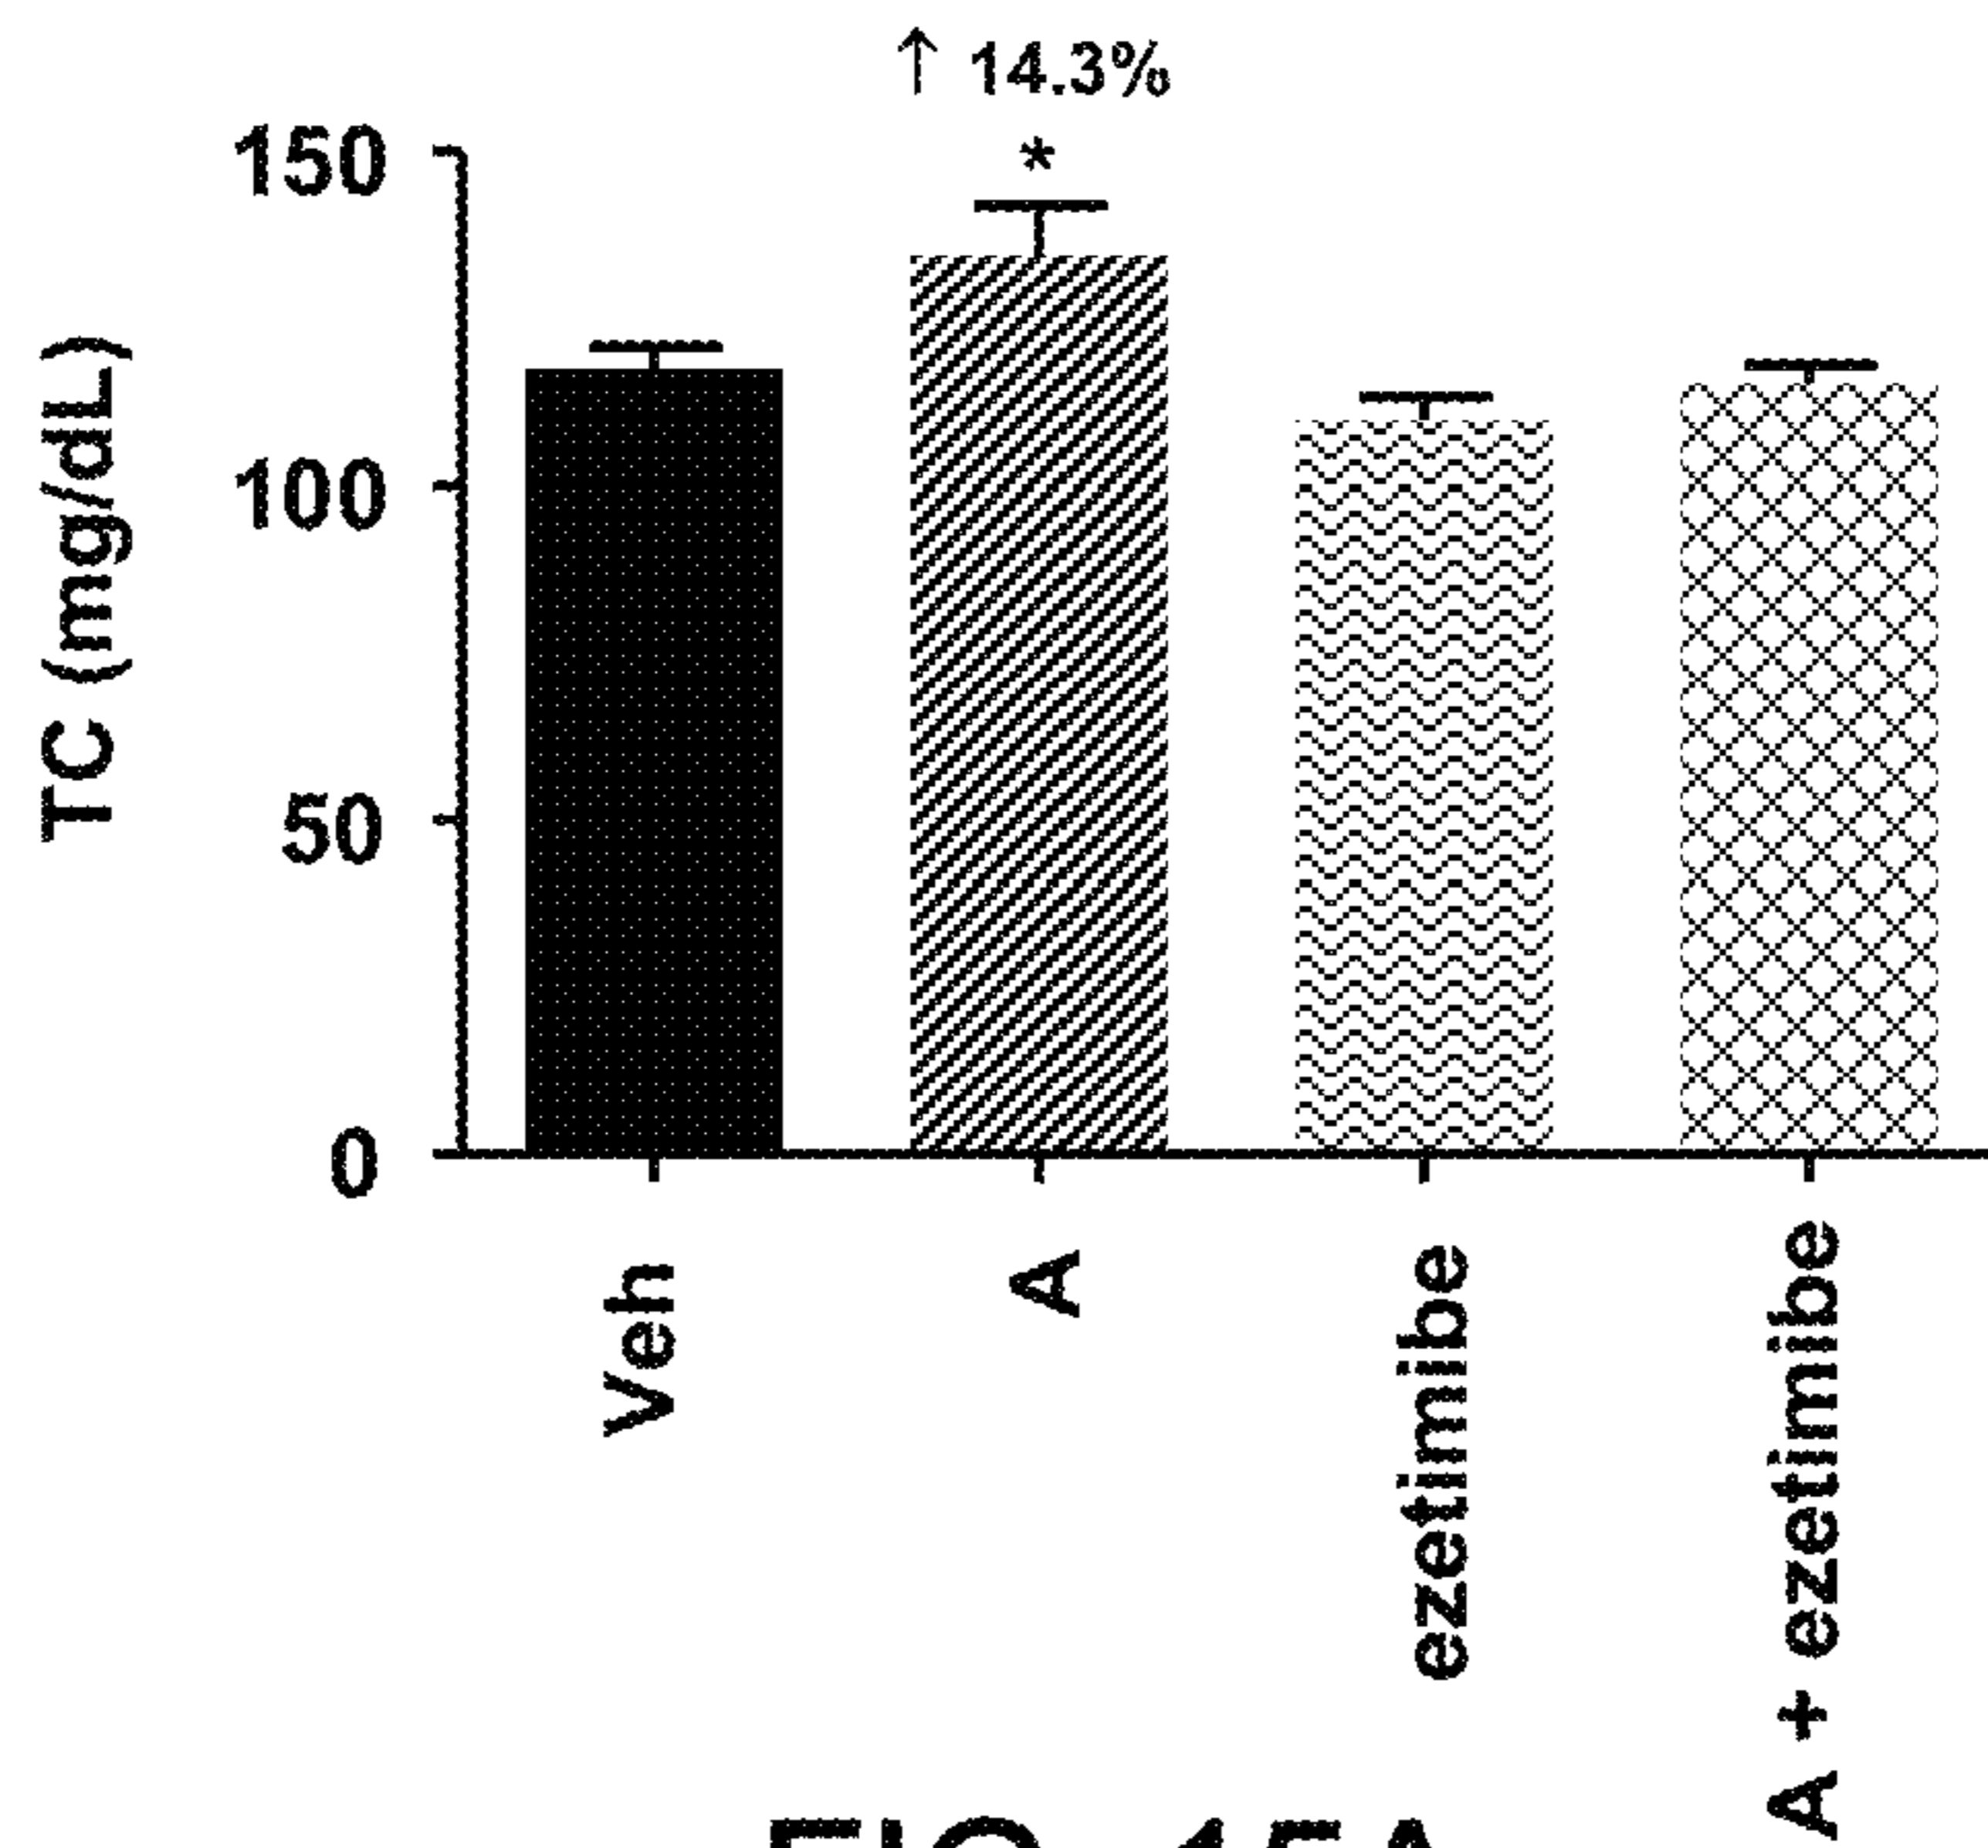 ↑ 14.3%
*
150
100
50
0
TC (mg/dL)
Veh
A
ezetimibe
A + ezetimibe